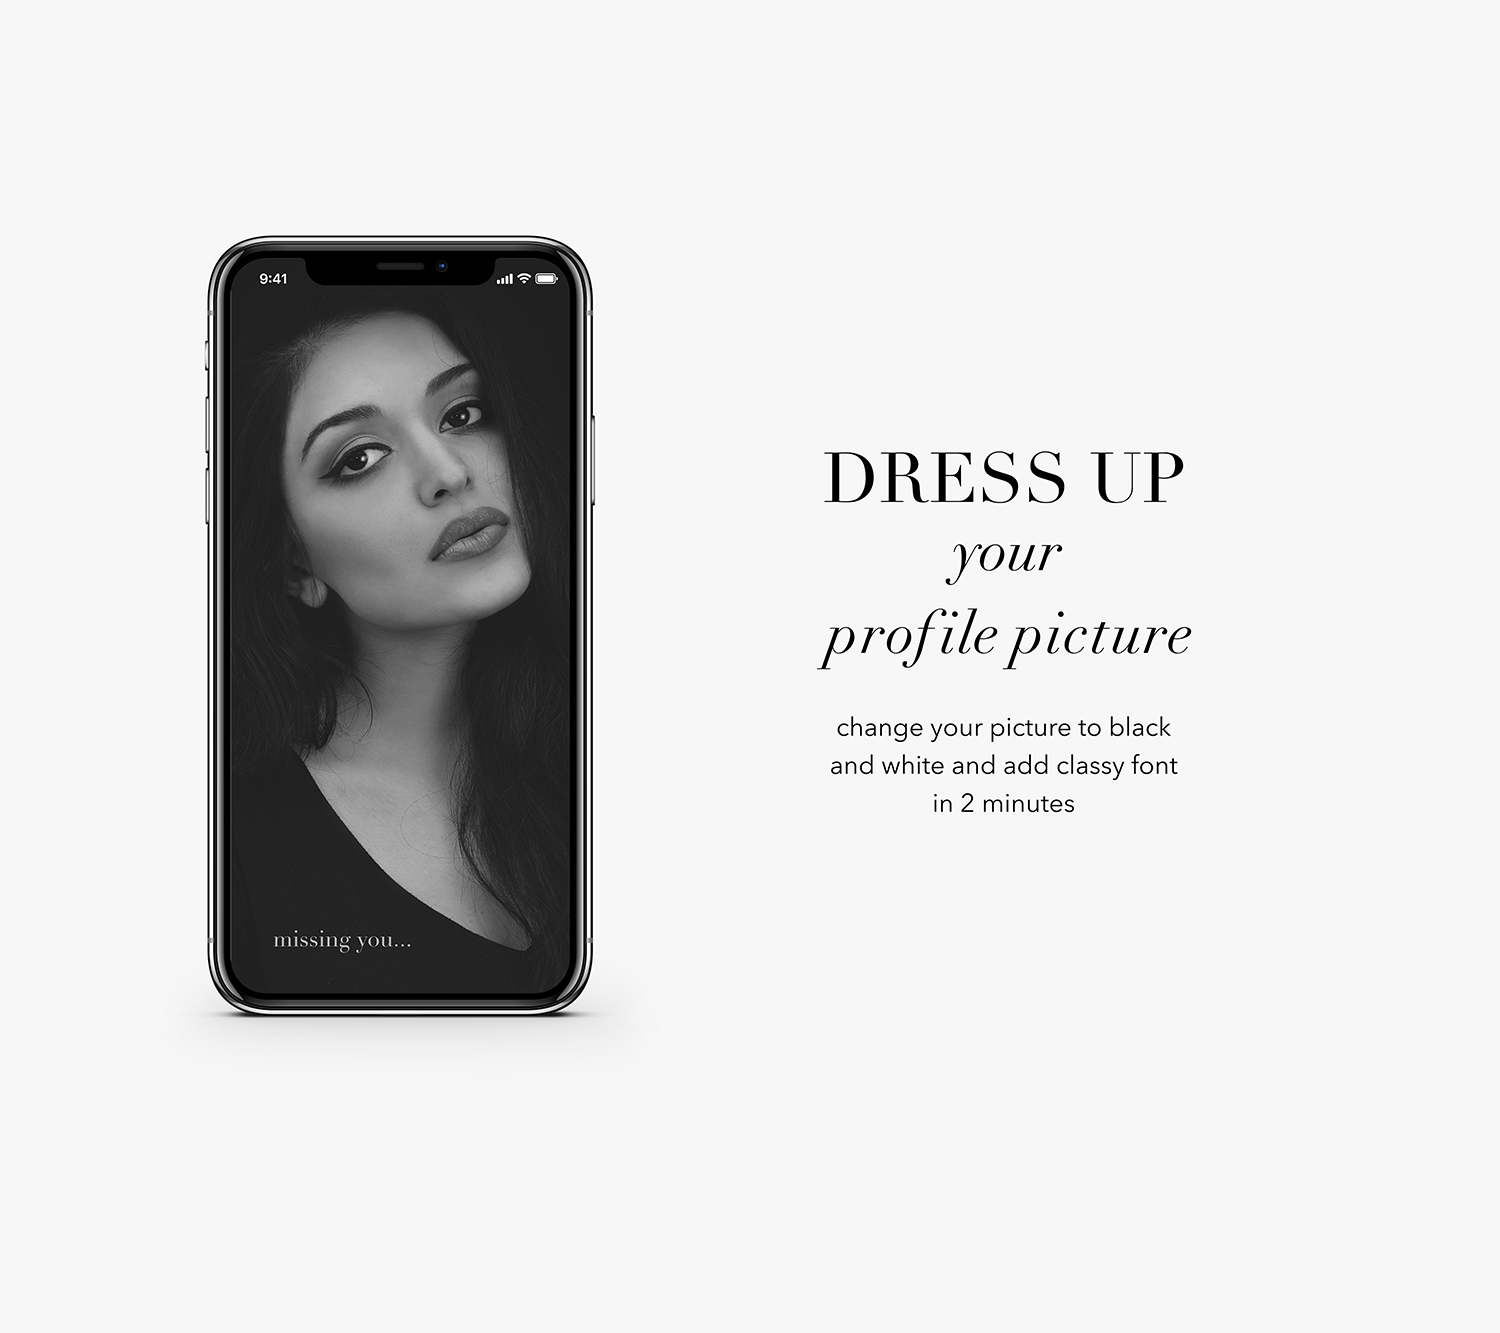 9:41
missing you...
DRESS UP
your
profile picture
change your picture to black
and white and add classy font
in 2 minutes